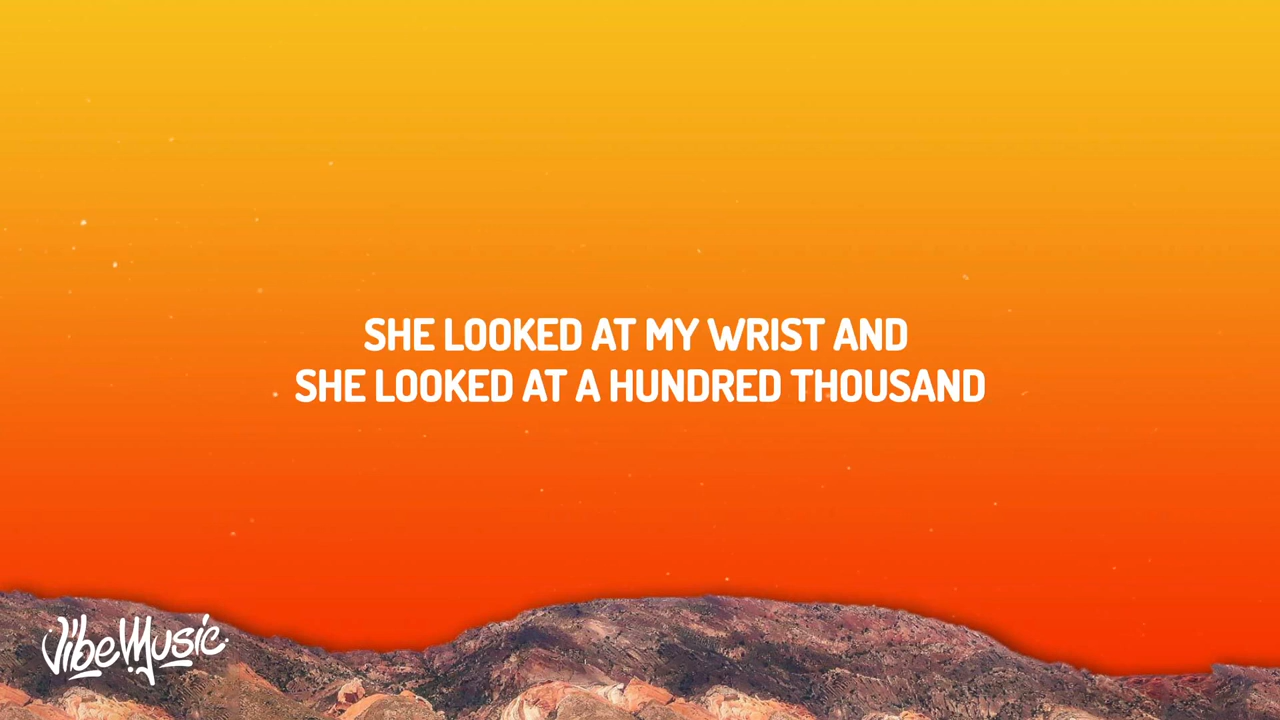 SHE LOOKED AT MY WRIST AND
SHE LOOKED AT A HUNDRED THOUSAND
VibeMusic